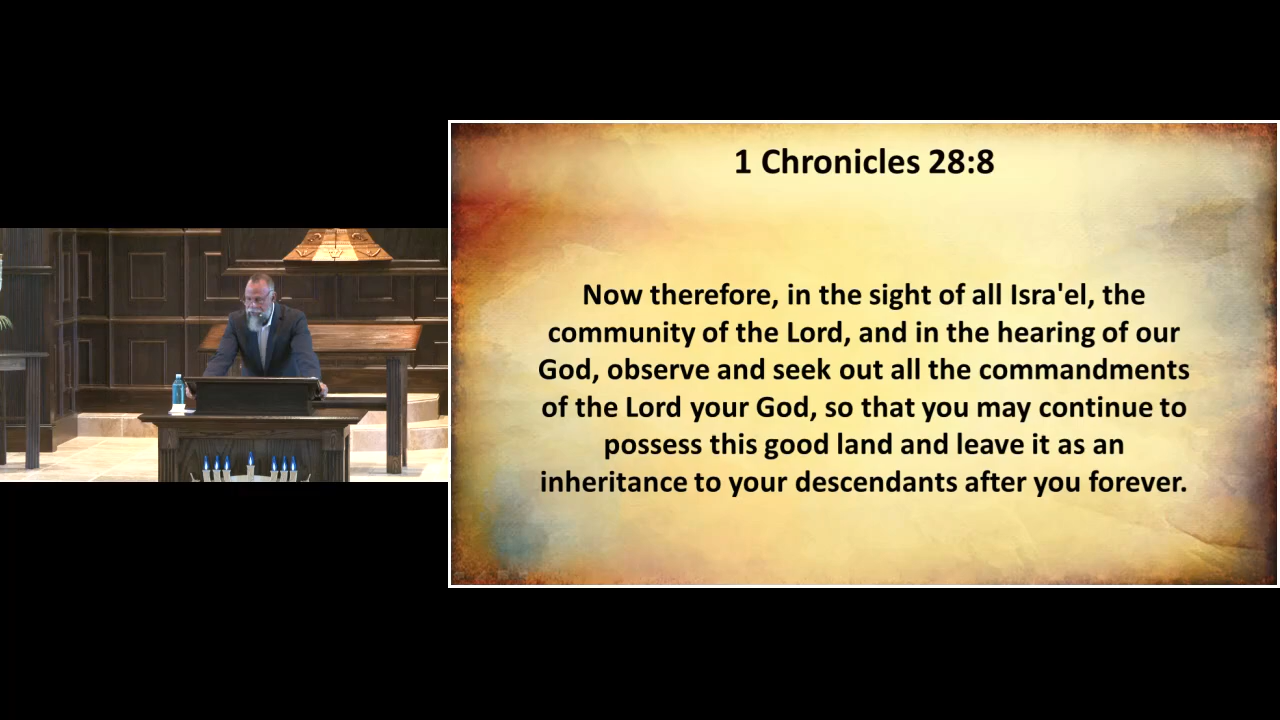 1 Chronicles 28:8
Now therefore, in the sight of all Isra'el, the
community of the Lord, and in the hearing of our
God, observe and seek out all the commandments
of the Lord your God, so that you may continue to
possess this good land and leave it as an
inheritance to your descendants after you forever.